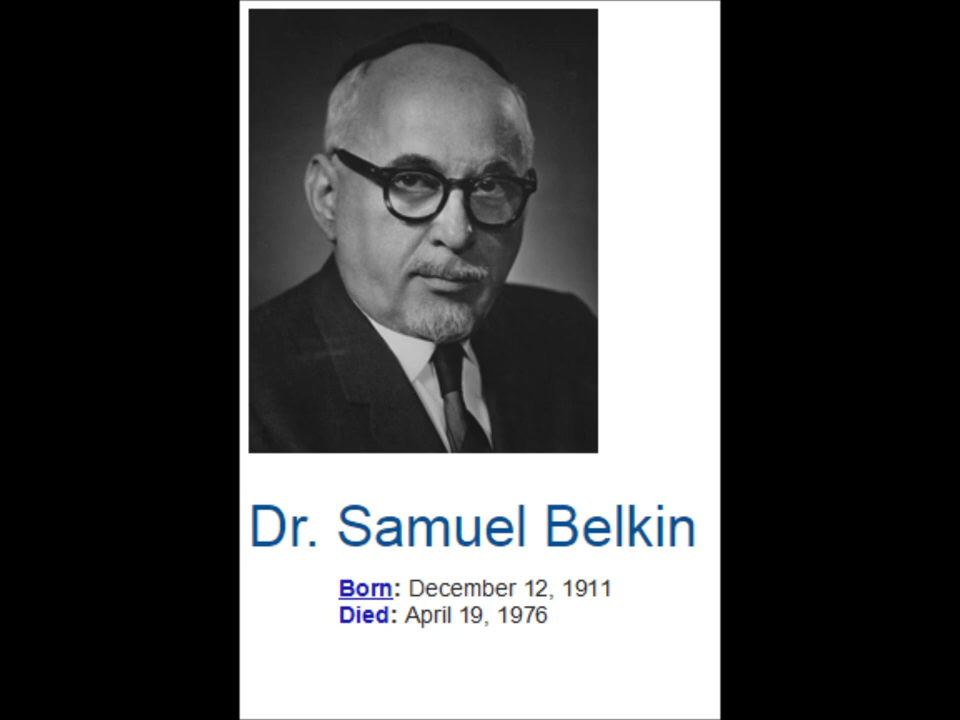 Dr. Samuel Belkin
Born: December 12, 1911
Died: April 19, 1976